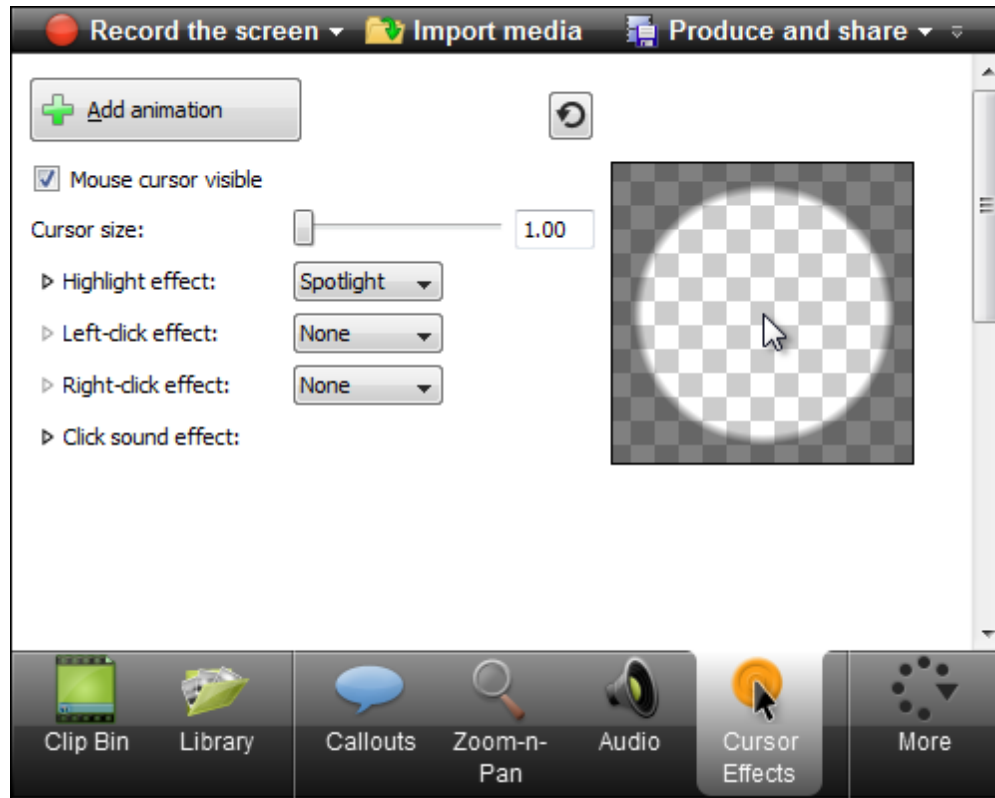 Record the screen Import media Produce and share
Add animation
Mouse cursor visible
Cursor size: 1.00
Highlight effect: Spotlight
Left-click effect: None
Right-click effect: None
Click sound effect:
Clip Bin Library Callouts Zoom-n- Audio Cursor More
Pan Effects